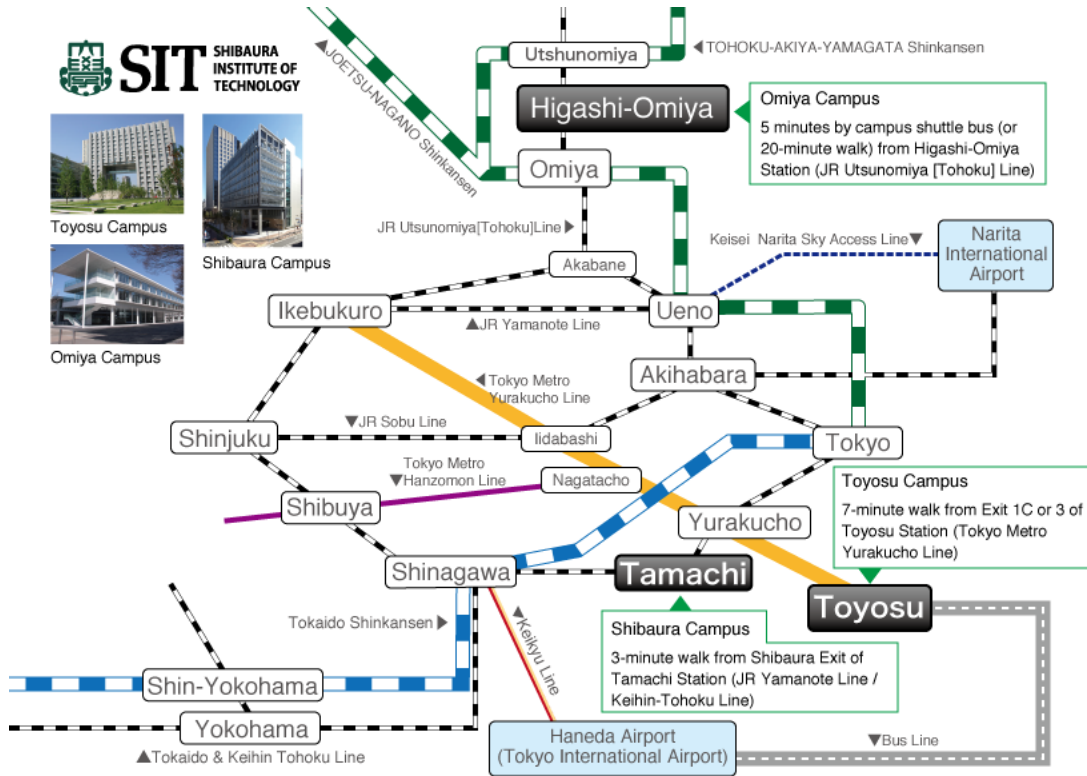 SIT
SHIBAURA
INSTITUTE OF
TECHNOLOGY
Toyosu Campus
Shibaura Campus
Omiya Campus
▲JOETSU-NAGANO Shinkansen
Utshunomiya
◀TOHOKU-AKIYA-YAMAGATA Shinkansen
Higashi-Omiya
Omiya Campus
5 minutes by campus shuttle bus (or
20-minute walk) from Higashi-Omiya
Station (JR Utsunomiya [Tohoku] Line)
Omiya
JR Utsunomiya[Tohoku]Line▶
Keisei Narita Sky Access Line▼
Narita
International
Airport
Akabane
Ikebukuro
▲JR Yamanote Line
Ueno
◀Tokyo Metro
Yurakucho Line
Akihabara
Shinjuku
▼JR Sobu Line
Iidabashi
Tokyo
Tokyo Metro
▼Hanzomon Line
Nagatacho
Shibuya
Yurakucho
Toyosu Campus
7-minute walk from Exit 1C or 3 of
Toyosu Station (Tokyo Metro
Yurakucho Line)
Shinagawa
Tamachi
Toyosu
Tokaido Shinkansen▶
▼Keikyu Line
Shibaura Campus
3-minute walk from Shibaura Exit of
Tamachi Station (JR Yamanote Line /
Keihin-Tohoku Line)
Shin-Yokohama
Yokohama
▲Tokaido & Keihin Tohoku Line
Haneda Airport
(Tokyo International Airport)
▼Bus Line